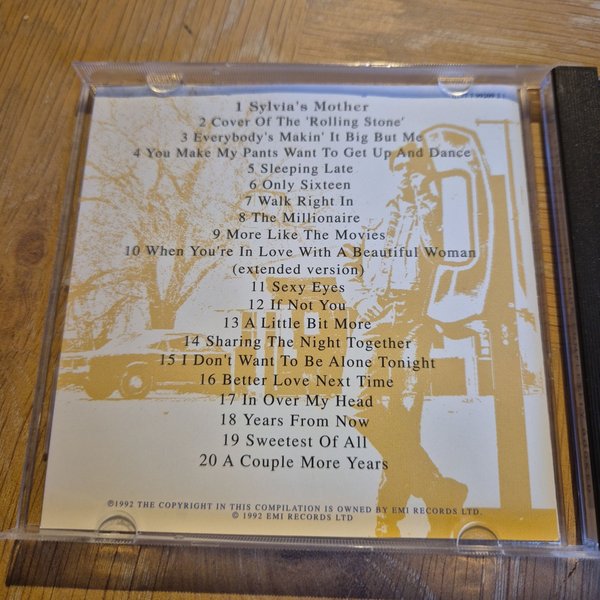 1 Sylvia's Mother
2 Cover Of The 'Rolling Stone'
3 Everybody's Makin' It Big But Me
4 You Make My Pants Want To Get Up And Dance
5 Sleeping Late
6 Only Sixteen
7 Walk Right In
8 The Millionaire
9 More Like The Movies
10 When You're In Love With A Beautiful Woman
(extended version)
11 Sexy Eyes
12 If Not You
13 A Little Bit More
14 Sharing The Night Together
15 I Don't Want To Be Alone Tonight
16 Better Love Next Time
17 In Over My Head
18 Years From Now
19 Sweetest Of All
20 A Couple More Years
℗1992 THE COPYRIGHT IN THIS COMPILATION IS OWNED BY EMI RECORDS LTD.
© 1992 EMI RECORDS LTD